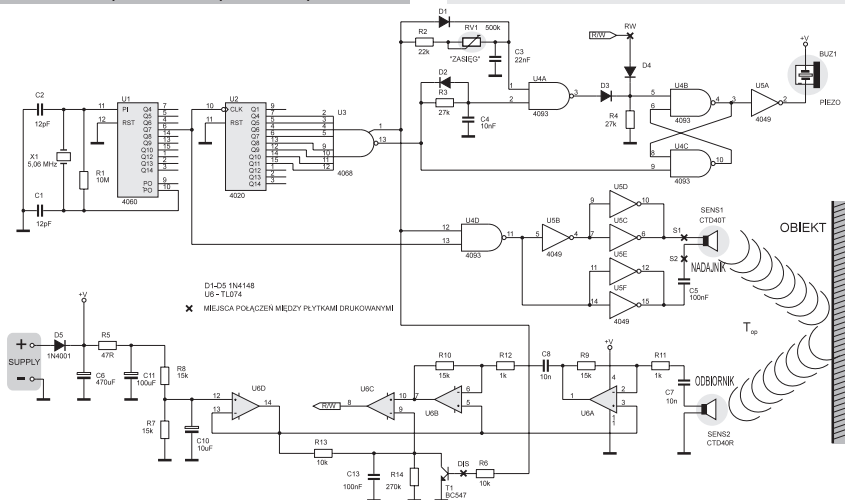 D1
R2
22k
RV1 500k
"ZASIĘG"
C3
22nF
RW
R/W
D4
+V
BUZ1
PIEZO
D2
R3
27k
C4
10nF
U4A
4093
D3
R4
27k
U4B
4093
U5A
4049
U4C
4093
C2
12pF
X1
5,06 MHz
R1
10M
C1
12pF
U1
PI
RST
Q4
Q5
Q6
Q7
Q8
Q9
Q10
Q12
Q13
Q14
PO
PO
4060
U2
CLK
RST
Q1
Q4
Q5
Q6
Q7
Q8
Q9
Q10
Q11
Q12
Q13
Q14
4020
U3
4068
U4D
4093
U5B
4049
U5D
U5C
U5E
U5F
4049
S1
S2
SENS1
CTD40T
NADAJNIK
C5
100nF
OBIEKT
Top
D1-D5 1N4148
U6 - TL074
× MIEJSCA POŁĄCZEŃ MIĘDZY PŁYTKAMI DRUKOWANYMI
+V
+
SUPPLY
-
D5
1N4001
R5
47R
C6
470uF
C11
100uF
R8
15k
R7
15k
C10
10uF
U6D
R/W
U6C
R10
15k
U6B
R12
1k
C8
10n
R9
15k
+V
U6A
R11
1k
C7
10n
ODBIORNIK
SENS2
CTD40R
R13
10k
C13
100nF
R14
270k
DIS
R6
10k
T1
BC547